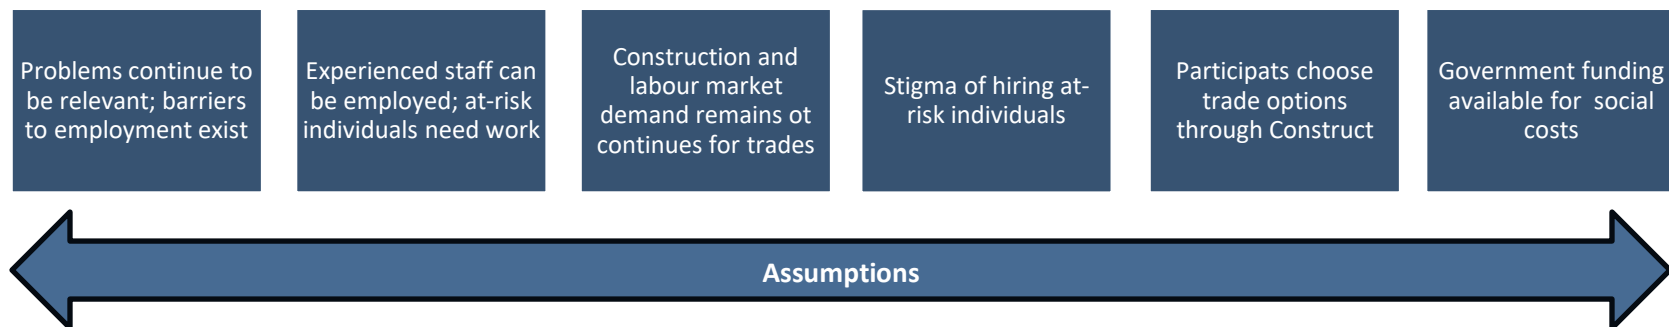 Problems continue to
be relevant; barriers
to employment exist
Experienced staff can
be employed; at-risk
individuals need work
Construction and
labour market
demand remains ot
continues for trades
Stigma of hiring at-
risk individuals
Participats choose
trade options
through Construct
Government funding
available for social
costs
Assumptions